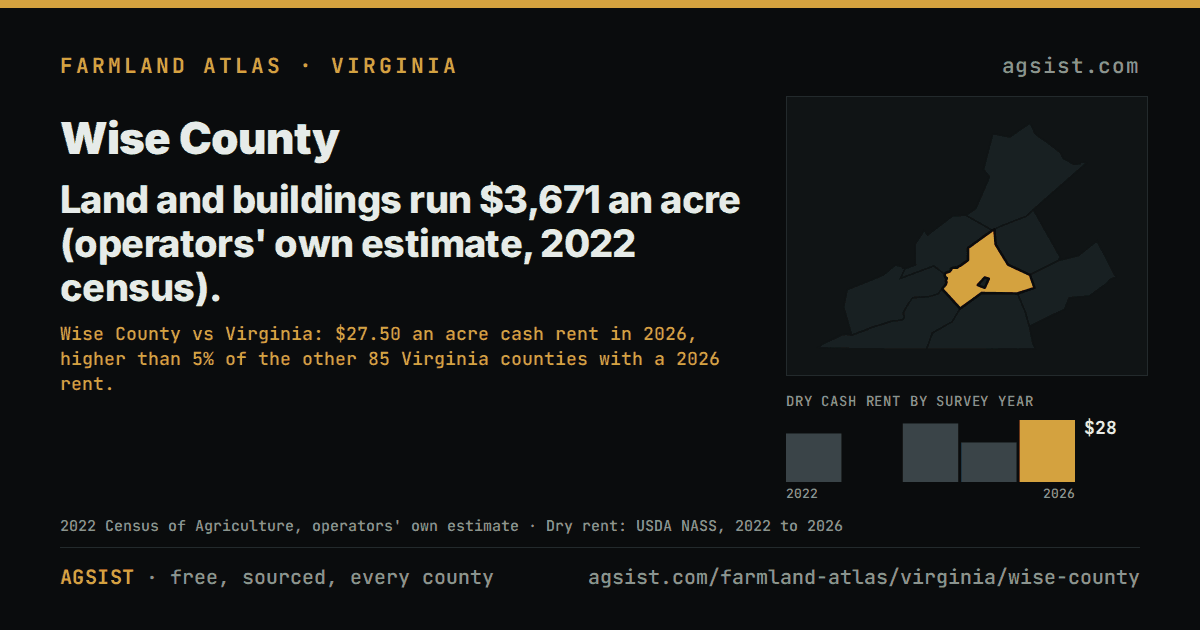 FARMLAND ATLAS · VIRGINIA
agsist.com
Wise County
Land and buildings run $3,671 an acre
(operators' own estimate, 2022
census).
Wise County vs Virginia: $27.50 an acre cash rent in 2026,
higher than 5% of the other 85 Virginia counties with a 2026
rent.
DRY CASH RENT BY SURVEY YEAR
$28
2022
2026
2022 Census of Agriculture, operators' own estimate · Dry rent: USDA NASS, 2022 to 2026
AGSIST · free, sourced, every county
agsist.com/farmland-atlas/virginia/wise-county